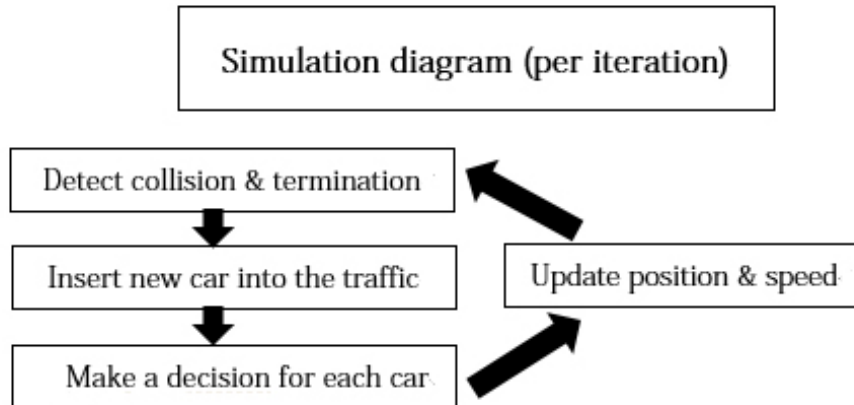 Simulation diagram (per iteration)
Detect collision & termination
Insert new car into the traffic
Update position & speed
Make a decision for each car